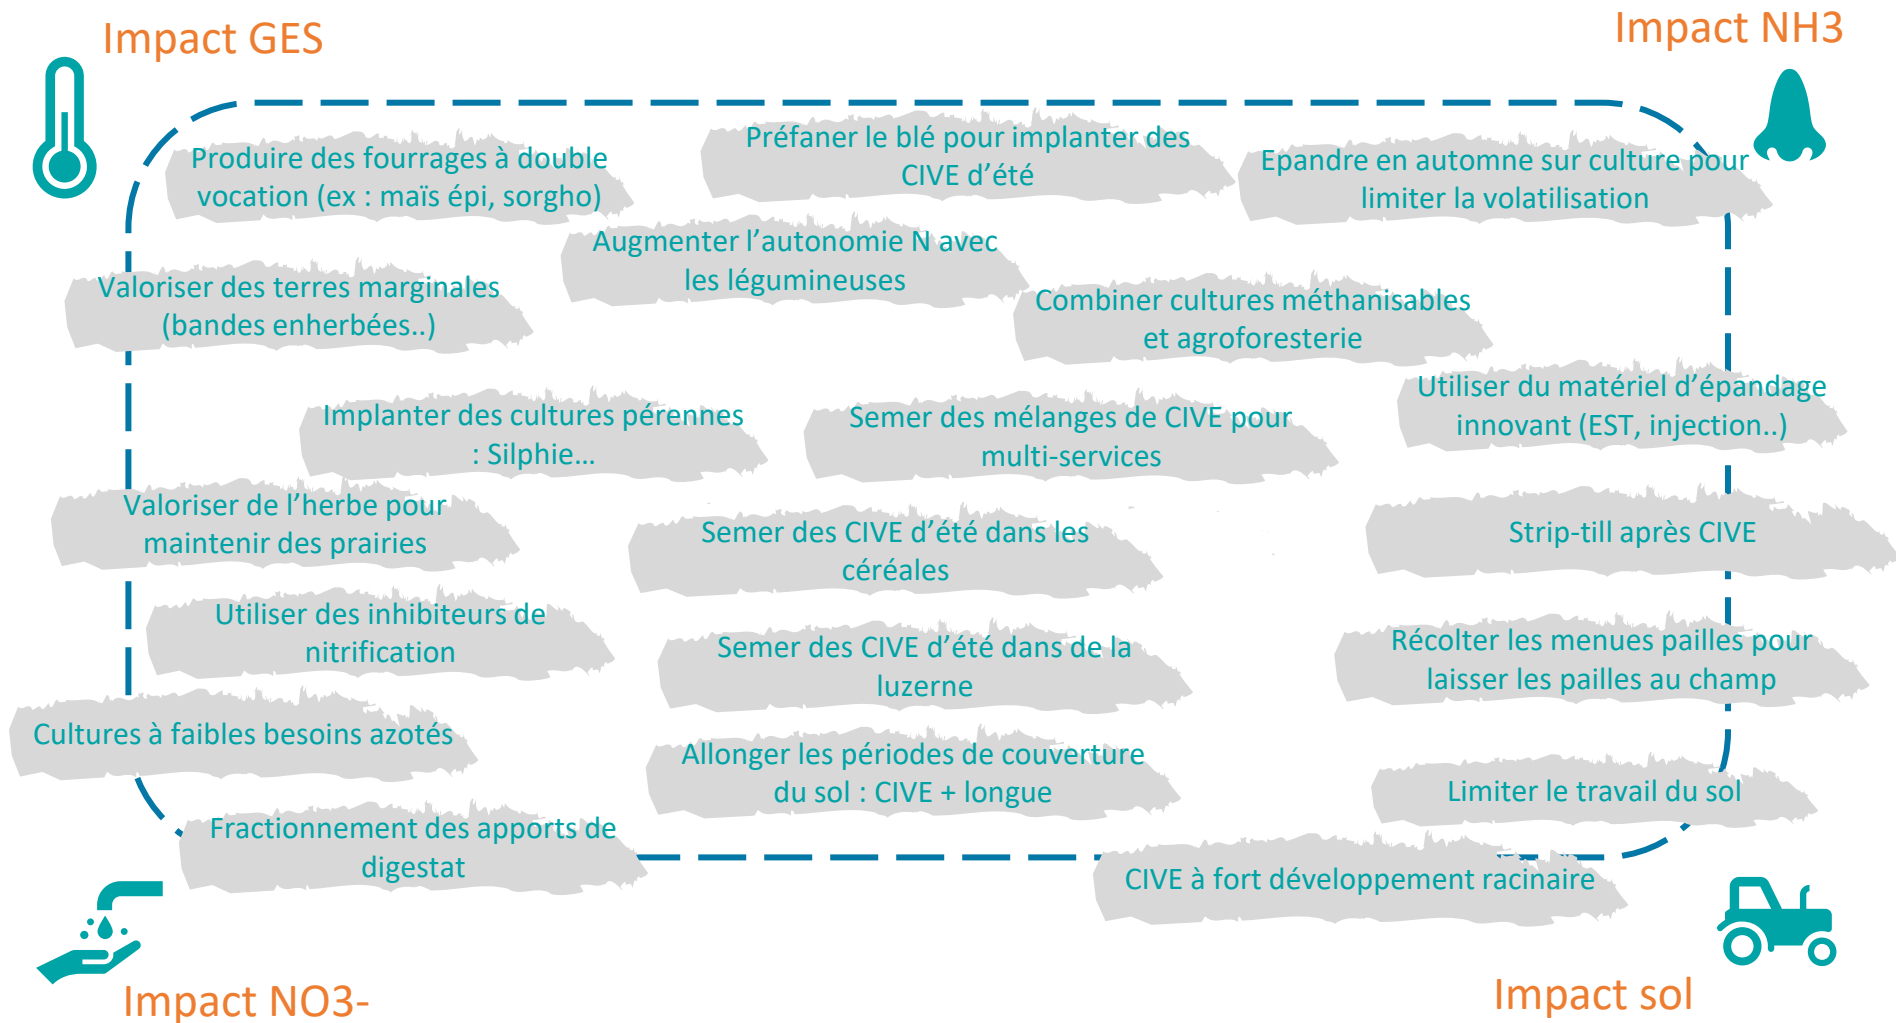 Impact GES
Impact NH3
Produire des fourrages à double
vocation (ex : maïs épi, sorgho)
Préfaner le blé pour implanter des
CIVE d'été
Epandre en automne sur culture pour
limiter la volatilisation
Augmenter l'autonomie N avec
les légumineuses
Valoriser des terres marginales
(bandes enherbées..)
Combiner cultures méthanisables
et agroforesterie
Implanter des cultures pérennes
: Silphie...
Semer des mélanges de CIVE pour
multi-services
Utiliser du matériel d'épandage
innovant (EST, injection..)
Valoriser de l'herbe pour
maintenir des prairies
Semer des CIVE d'été dans les
céréales
Strip-till après CIVE
Utiliser des inhibiteurs de
nitrification
Semer des CIVE d'été dans de la
luzerne
Récolter les menues pailles pour
laisser les pailles au champ
Cultures à faibles besoins azotés
Allonger les périodes de couverture
du sol : CIVE + longue
Limiter le travail du sol
Fractionnement des apports de
digestat
CIVE à fort développement racinaire
Impact NO3-
Impact sol